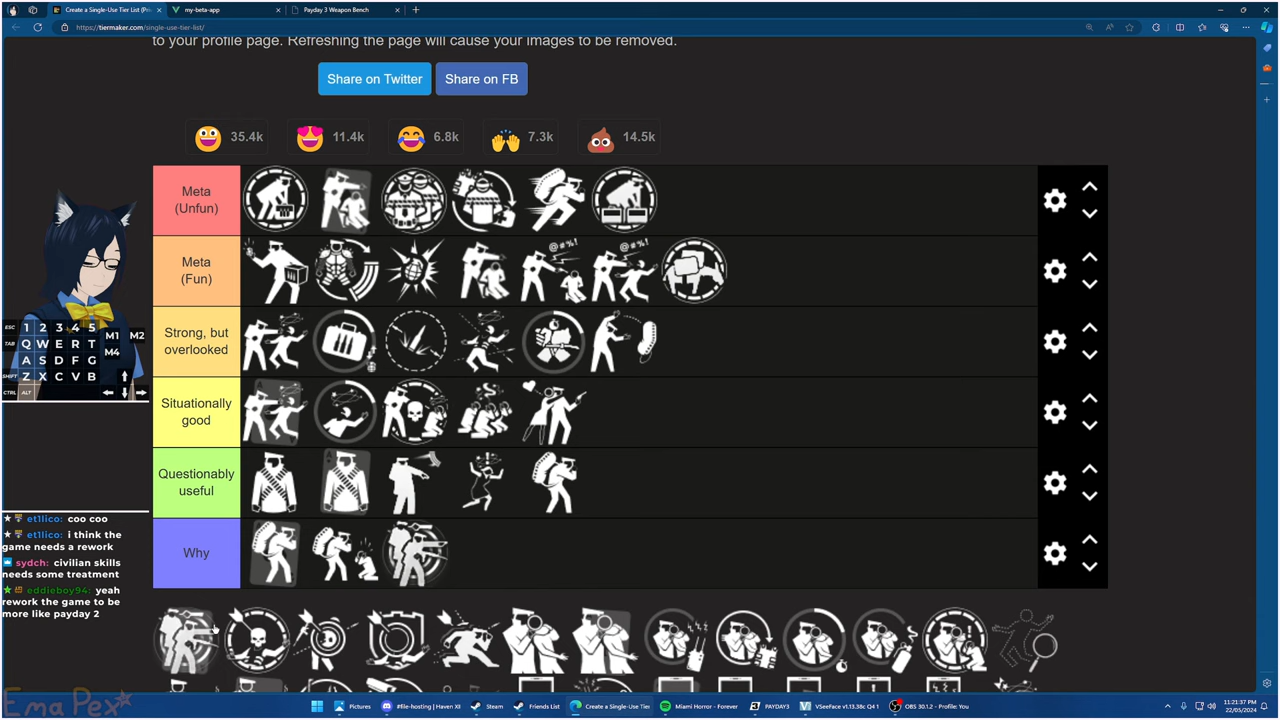 Create a Single-Use Tier List (Pri
my-beta-app
Payday 3 Weapon Bench
https://tiermaker.com/single-use-tier-list/
to your profile page. Refreshing the page will cause your images to be removed.
Share on Twitter
Share on FB
35.4k
11.4k
6.8k
7.3k
14.5k
Meta
(Unfun)
Meta
(Fun)
@#%!
@#%!
Strong, but
overlooked
Situationally
good
Questionably
useful
Why
ESC 1 2 3 4 5 M1 M2
TAB Q W E R T
M4
A S D F G
SHIFT Z X C V B
CTRL ALT
et1lico: coo coo
et1lico: i think the
game needs a rework
sydch: civilian skills
needs some treatment
eddieboy94: yeah
rework the game to be
more like payday 2
EmaPex
Pictures
#file-hosting | Haven XII
Steam
Friends List
Create a Single-Use Tier
Miami Horror - Forever
PAYDAY3
VSeeFace v1.13.38c Q4 1
OBS 30.1.2 - Profile: You
11:21:37 PM
22/05/2024